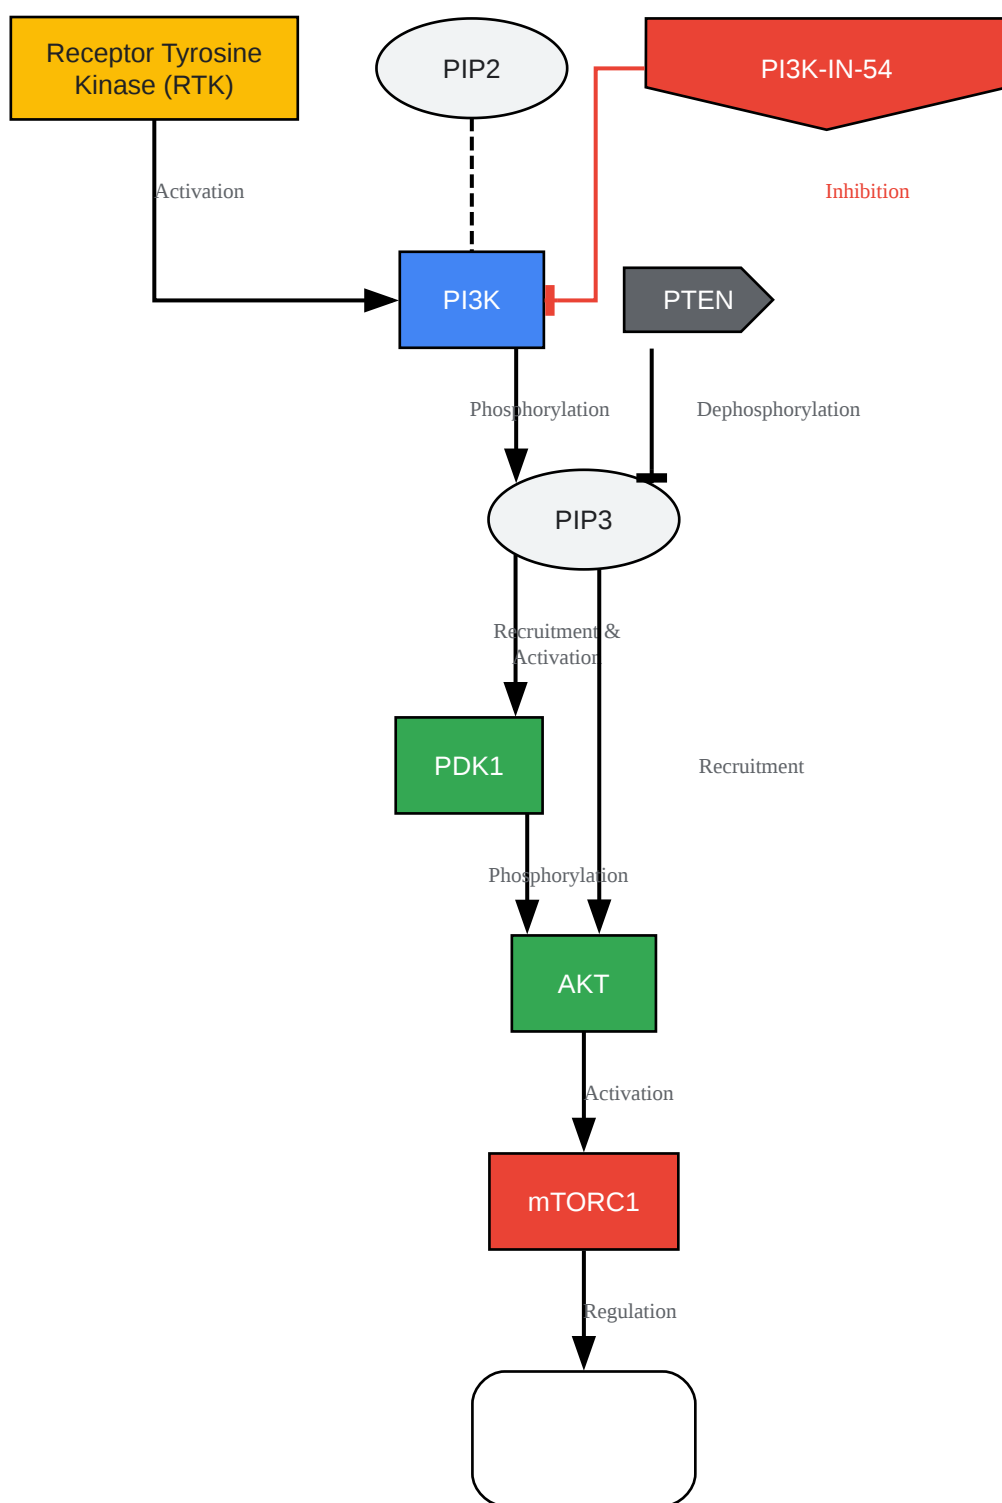 Receptor Tyrosine
Kinase (RTK)
PIP2
PI3K-IN-54
Activation
Inhibition
PI3K
PTEN
Phosphorylation
Dephosphorylation
PIP3
Recruitment &
Activation
PDK1
Recruitment
Phosphorylation
AKT
Activation
mTORC1
Regulation